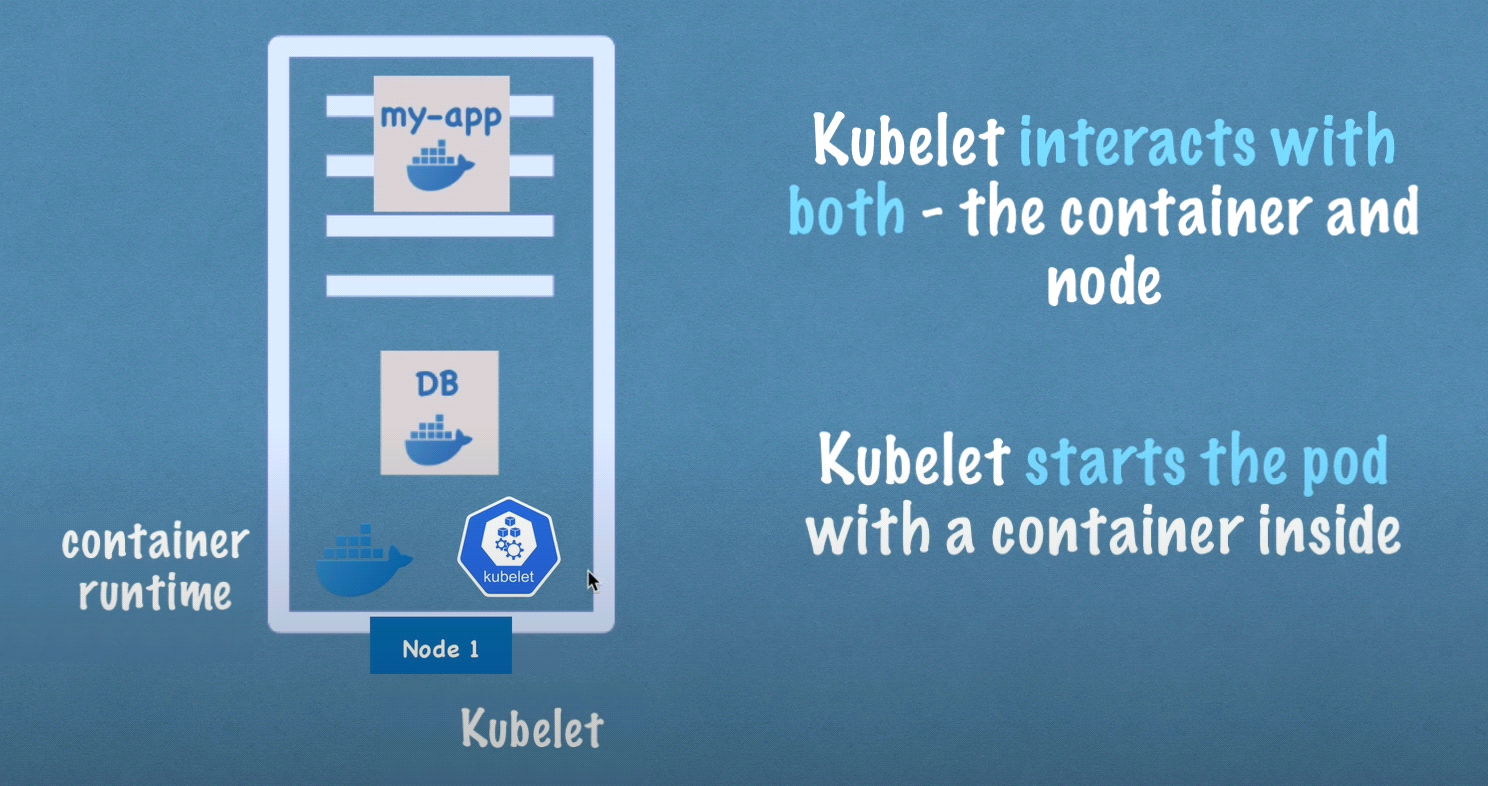 my-app
DB
container
runtime
kubelet
Node 1
Kubelet
Kubelet interacts with
both - the container and
node
Kubelet starts the pod
with a container inside